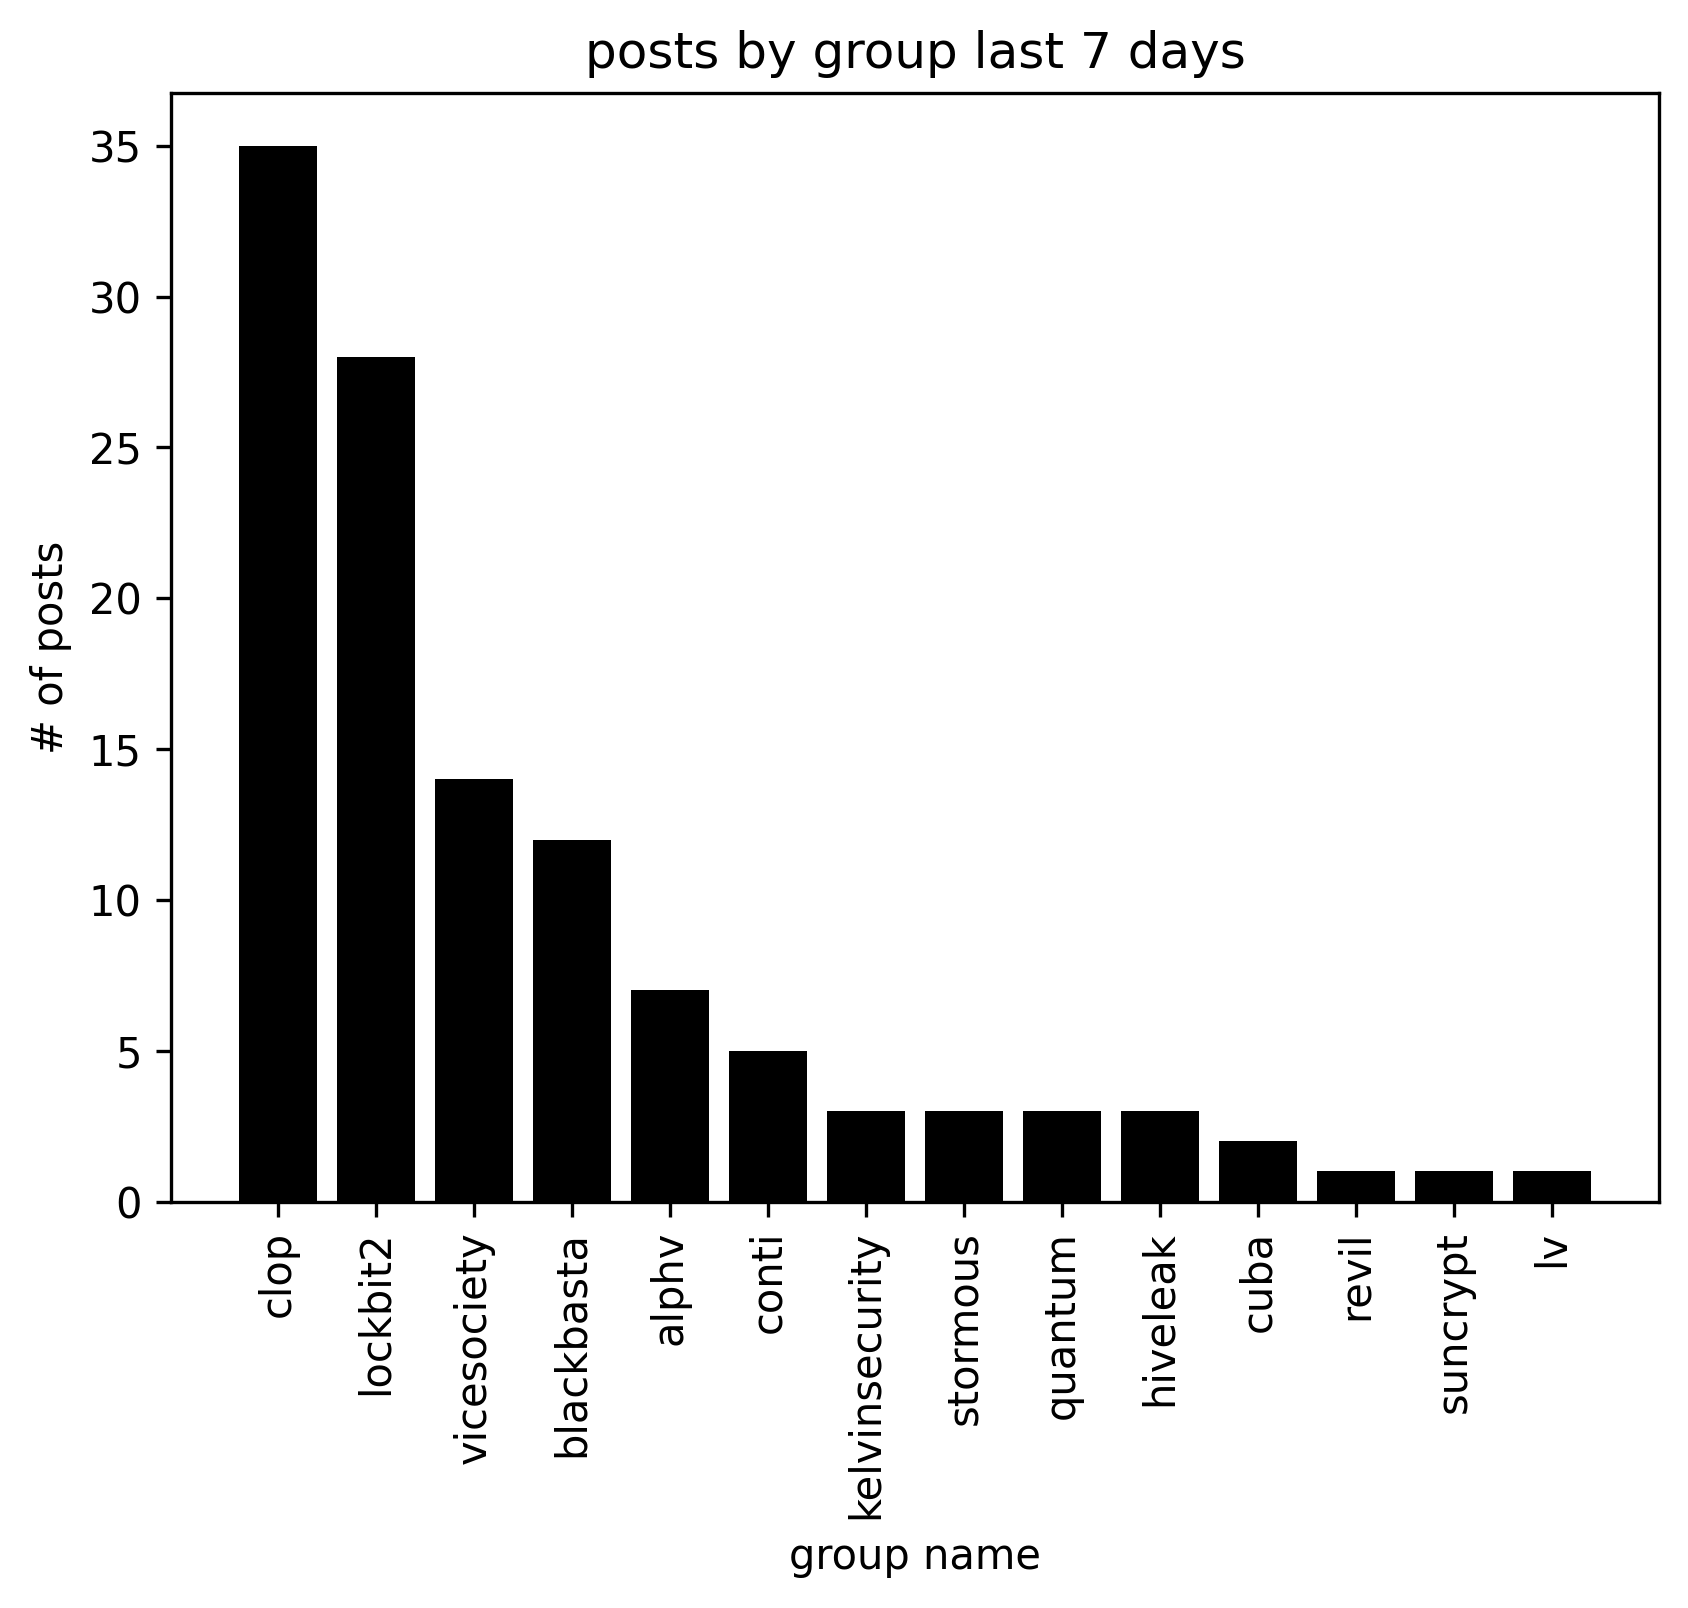 posts by group last 7 days
# of posts
35
30
25
20
15
10
5
0
clop
lockbit2
vicesociety
blackbasta
alphv
conti
kelvinsecurity
stormous
quantum
hiveleak
cuba
revil
suncrypt
lv
group name